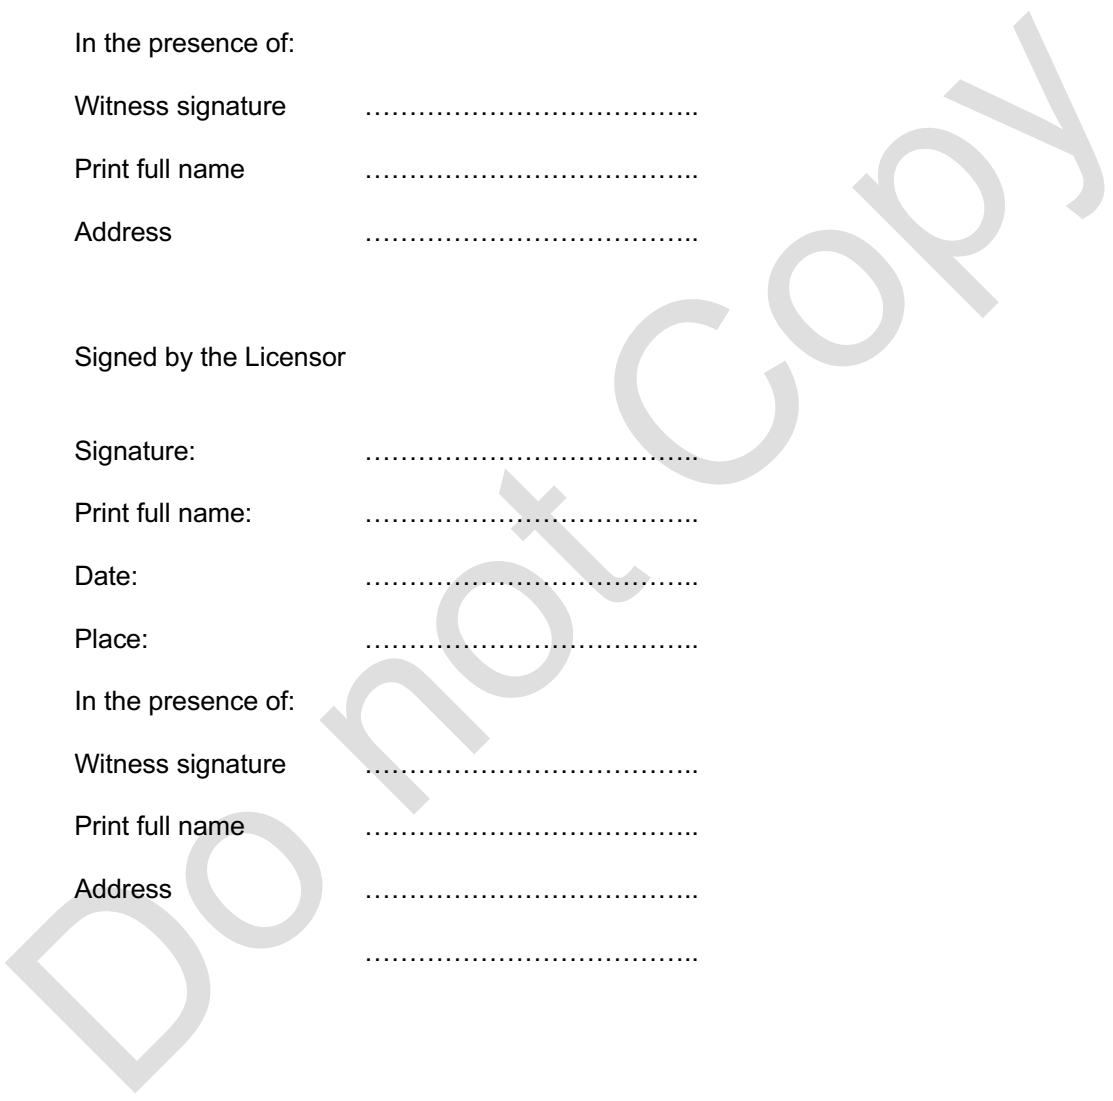 In the presence of:
Witness signature …………………………………..
Print full name …………………………………..
Address …………………………………..
Signed by the Licensor
Signature: …………………………………..
Print full name: …………………………………..
Date: …………………………………..
Place: …………………………………..
In the presence of:
Witness signature …………………………………..
Print full name …………………………………..
Address …………………………………..
…………………………………..
Do not Copy